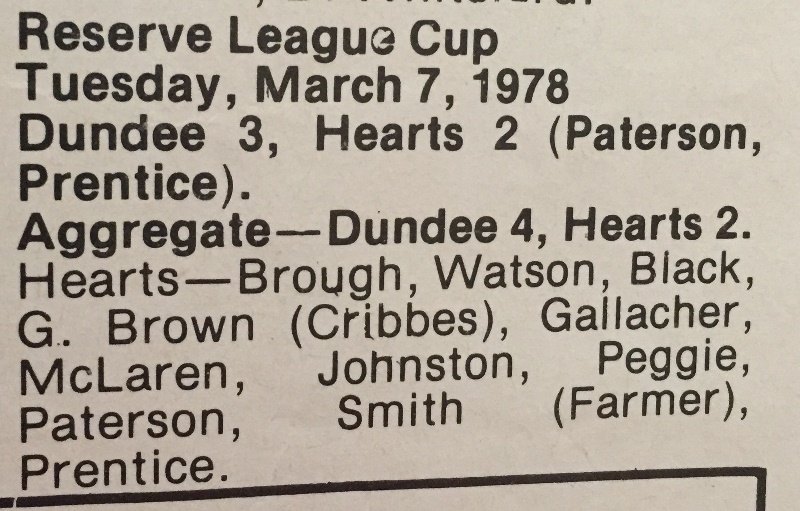 Reserve League Cup
Tuesday, March 7, 1978
Dundee 3, Hearts 2 (Paterson,
Prentice).
Aggregate—Dundee 4, Hearts 2.
Hearts—Brough, Watson, Black,
G. Brown (Cribbes), Gallacher,
McLaren, Johnston, Peggie,
Paterson, Smith (Farmer),
Prentice.